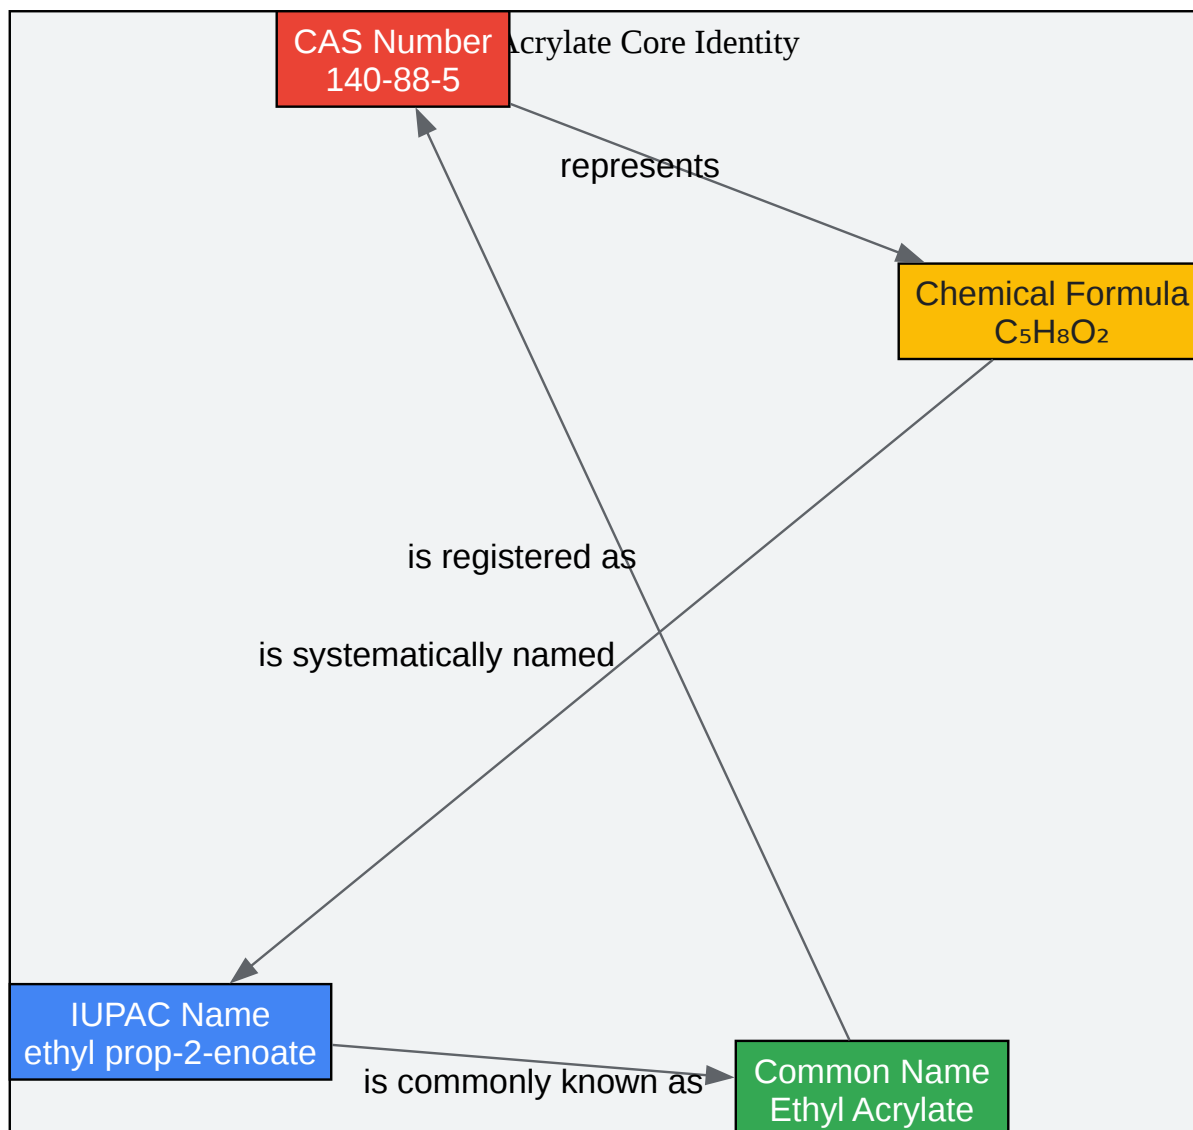 CAS Number
140-88-5
Acrylate Core Identity
represents
Chemical Formula
C₅H₈O₂
is registered as
is systematically named
IUPAC Name
ethyl prop-2-enoate
is commonly known as
Common Name
Ethyl Acrylate